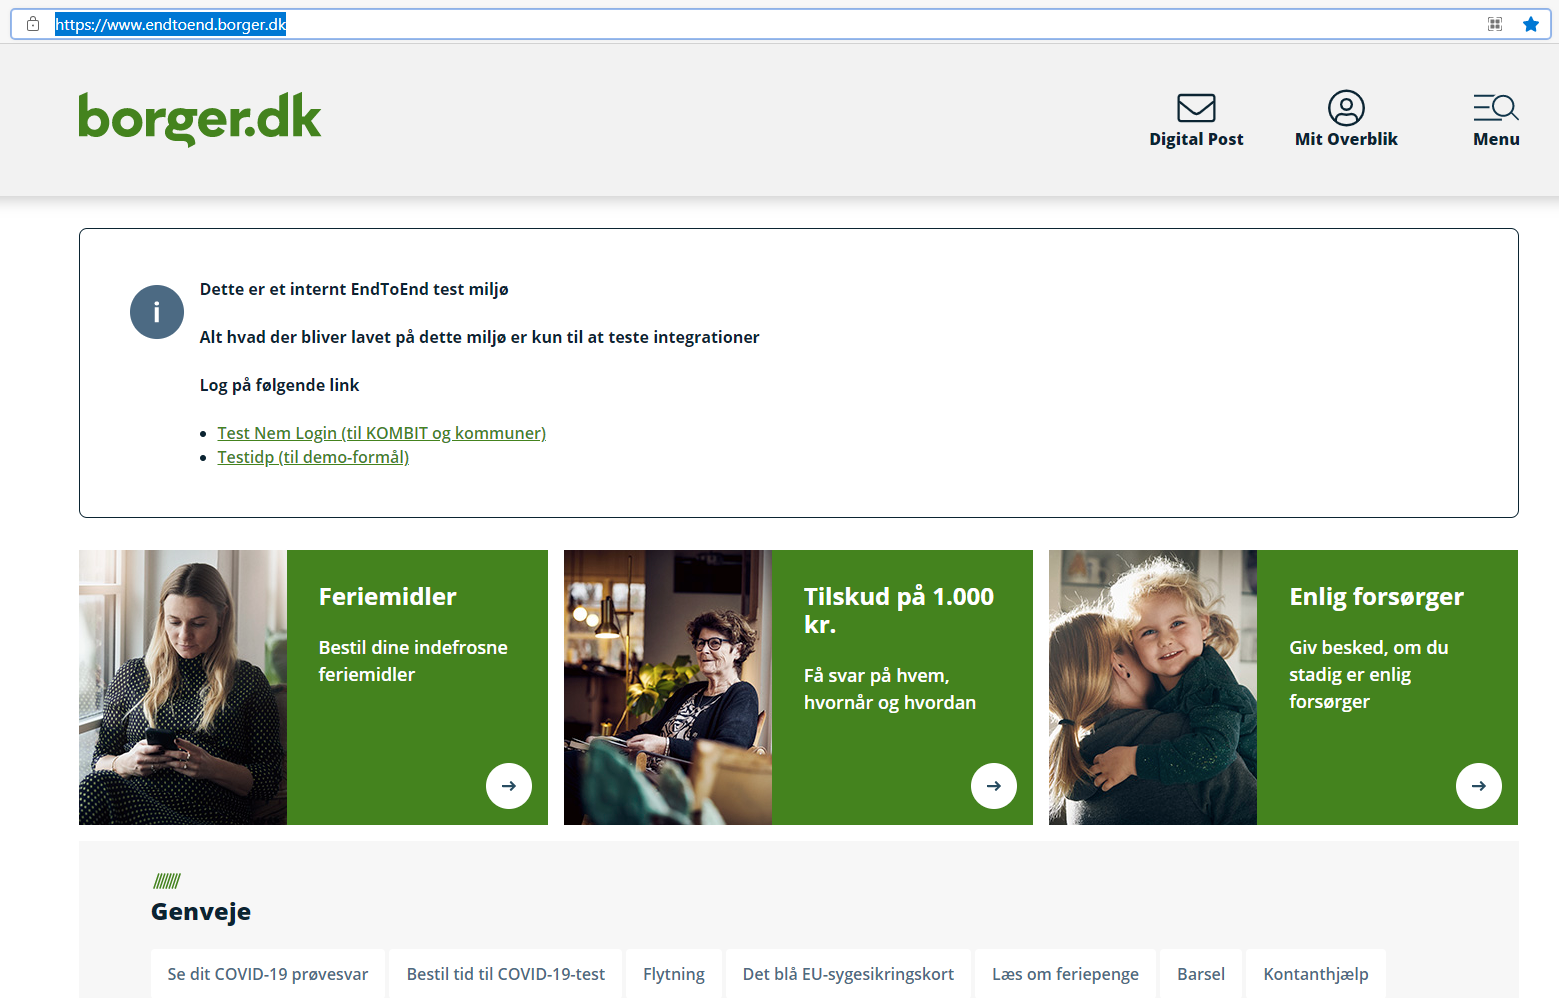 https://www.endtoend.borger.dk
borger.dk
Digital Post
Mit Overblik
Menu
Dette er et internt EndToEnd test miljø
Alt hvad der bliver lavet på dette miljø er kun til at teste integrationer
Log på følgende link
Test Nem Login (til KOMBIT og kommuner)
Testidp (til demo-formål)
Feriemidler
Bestil dine indefrosne
feriemidler
Tilskud på 1.000
kr.
Få svar på hvem,
hvornår og hvordan
Enlig forsørger
Giv besked, om du
stadig er enlig
forsørger
Genveje
Se dit COVID-19 prøvesvar
Bestil tid til COVID-19-test
Flytning
Det blå EU-sygesikringskort
Læs om feriepenge
Barsel
Kontanthjælp